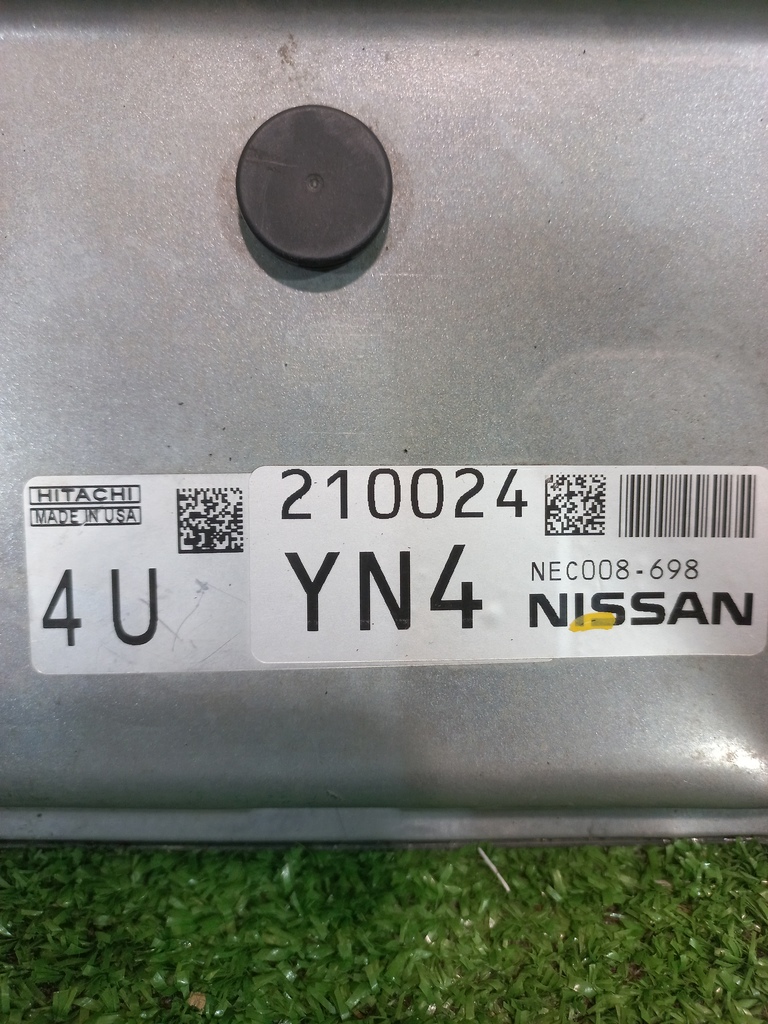 HITACHI
MADE IN USA
4U
210024
YN4
NEC008-698
NISSAN